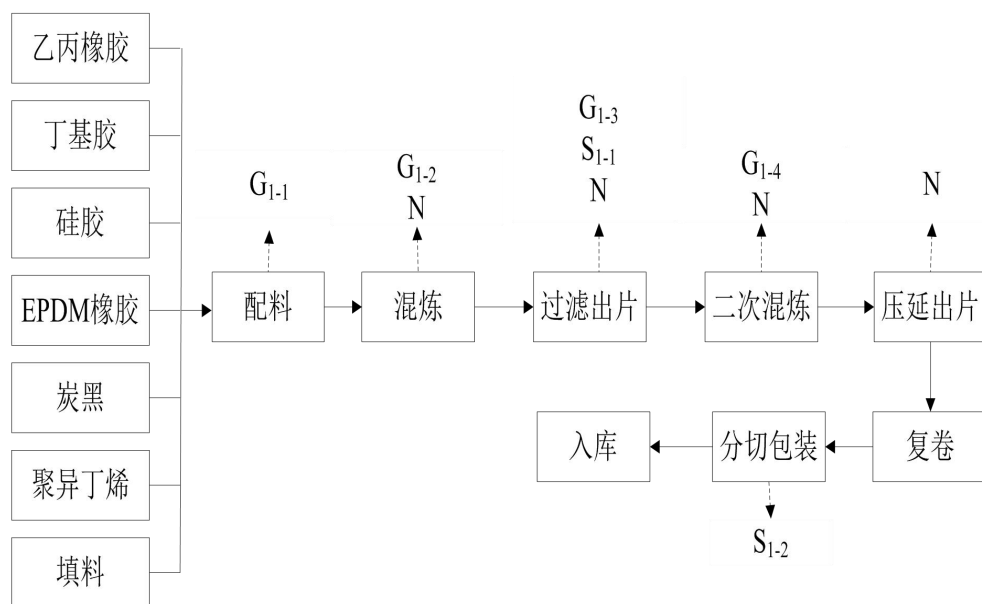 乙丙橡胶
丁基胶
硅胶
EPDM橡胶
炭黑
聚异丁烯
填料
G1-1
G1-2
N
G1-3
S1-1
N
G1-4
N
N
配料
混炼
过滤出片
二次混炼
压延出片
入库
分切包装
复卷
S1-2